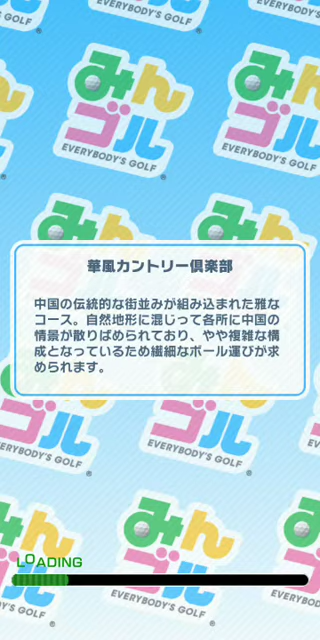 みん
ゴル
EVERYBODY'S GOLF
華風カントリー倶楽部
中国の伝統的な街並みが組み込まれた雅な
コース。自然地形に混じって各所に中国の
情景が散りばめられており、やや複雑な構
成となっているため繊細なボール運びが求
められます。
LOADING